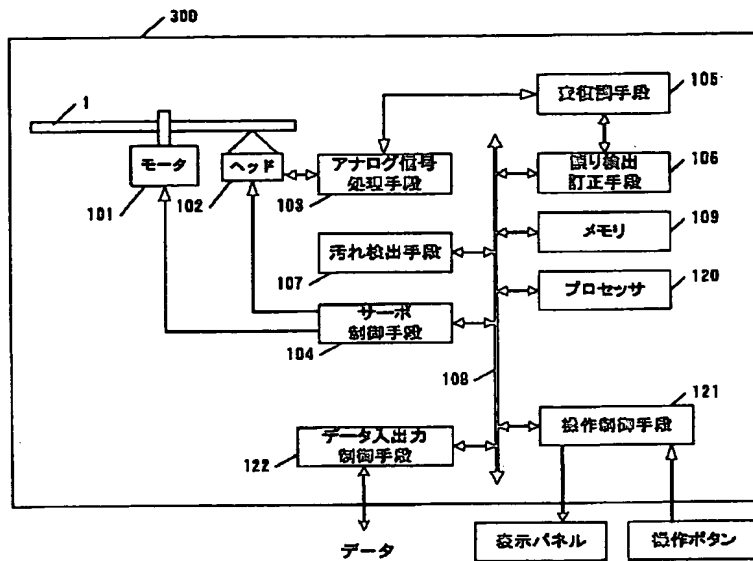 300
1
105
変復調手段
モータ
ヘッド
アナログ信号
処理手段
誤り検出
訂正手段
106
101
102
103
メモリ
109
汚れ検出手段
107
プロセッサ
120
サーボ
制御手段
104
108
121
操作制御手段
データ入出力
制御手段
122
データ
表示パネル
操作ボタン